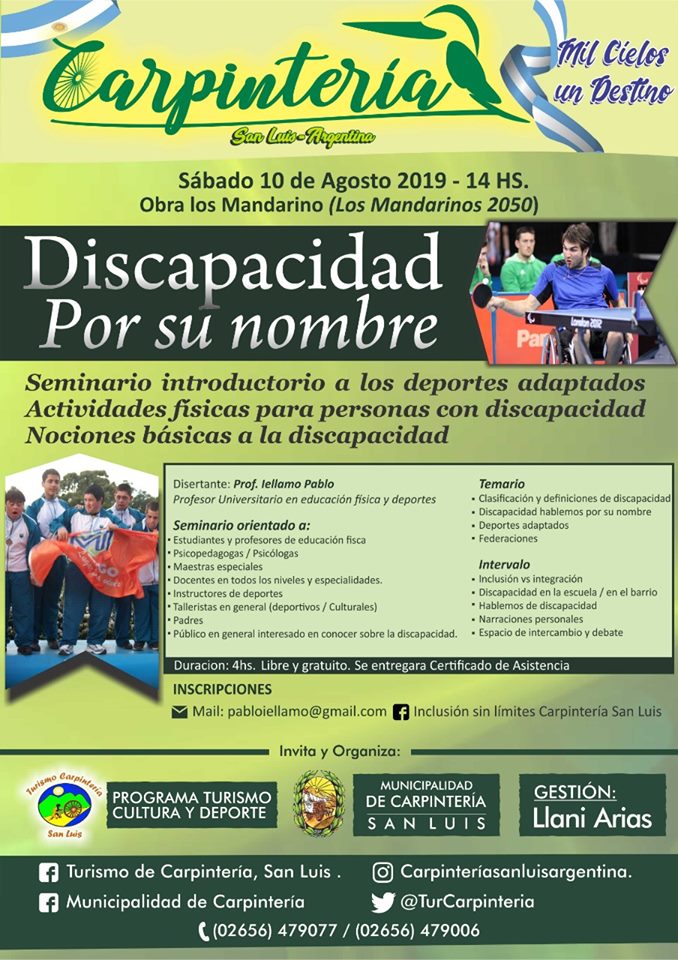 Carpintería
San Luis-Argentina
Mil Cielos
un Destino
Sábado 10 de Agosto 2019 - 14 HS.
Obra los Mandarino (Los Mandarinos 2050)
Discapacidad
Por su nombre
London 2012
Seminario introductorio a los deportes adaptados
Actividades físicas para personas con discapacidad
Nociones básicas a la discapacidad
Disertante: Prof. Iellamo Pablo
Profesor Universitario en educación física y deportes
Seminario orientado a:
▪ Estudiantes y profesores de educación fisca
▪ Psicopedagogas / Psicólogas
▪ Maestras especiales
▪ Docentes en todos los niveles y especialidades.
▪ Instructores de deportes
▪ Talleristas en general (deportivos / Culturales)
▪ Padres
▪ Público en general interesado en conocer sobre la discapacidad.
Temario
▪ Clasificación y definiciones de discapacidad
▪ Discapacidad hablemos por su nombre
▪ Deportes adaptados
▪ Federaciones
Intervalo
▪ Inclusión vs integración
▪ Discapacidad en la escuela / en el barrio
▪ Hablemos de discapacidad
▪ Narraciones personales
▪ Espacio de intercambio y debate
Duracion: 4hs. Libre y gratuito. Se entregara Certificado de Asistencia
INSCRIPCIONES
Mail: pabloiellamo@gmail.com Inclusión sin límites Carpintería San Luis
Invita y Organiza:
Turismo Carpintería
San Luis
PROGRAMA TURISMO
CULTURA Y DEPORTE
MUNICIPALIDAD
DE CARPINTERÍA
SAN LUIS
GESTIÓN:
Llani Arias
Turismo de Carpintería, San Luis .
Carpinteríasanluisargentina.
Municipalidad de Carpintería
@TurCarpinteria
(02656) 479077 / (02656) 479006